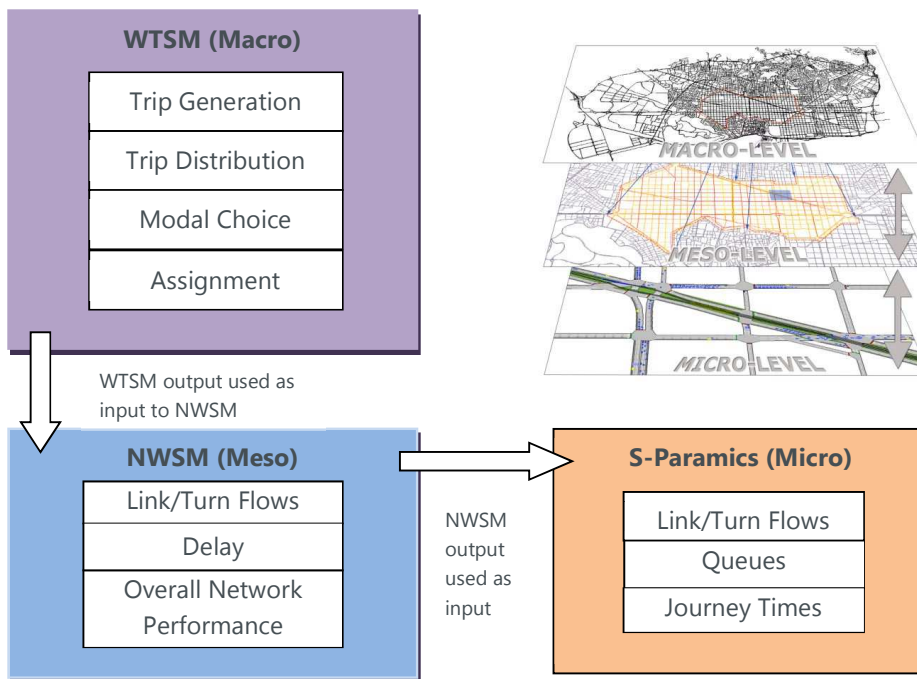 WTSM (Macro)
Trip Generation
Trip Distribution
Modal Choice
Assignment
MACRO-LEVEL
MESO-LEVEL
MICRO-LEVEL
WTSM output used as
input to NWSM
NWSM (Meso)
Link/Turn Flows
Delay
Overall Network
Performance
NWSM
output
used as
input
S-Paramics (Micro)
Link/Turn Flows
Queues
Journey Times